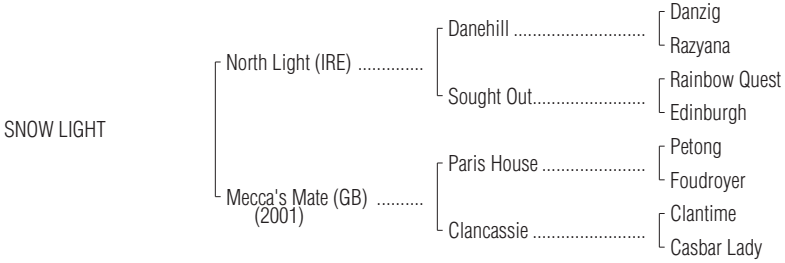 Danzig
Danehill ..........................
Razyana
North Light (IRE) ..............
Rainbow Quest
Sought Out........................
Edinburgh
SNOW LIGHT
Petong
Paris House ......................
Foudroyer
Mecca's Mate (GB) ..........
(2001)
Clantime
Clancassie ........................
Casbar Lady